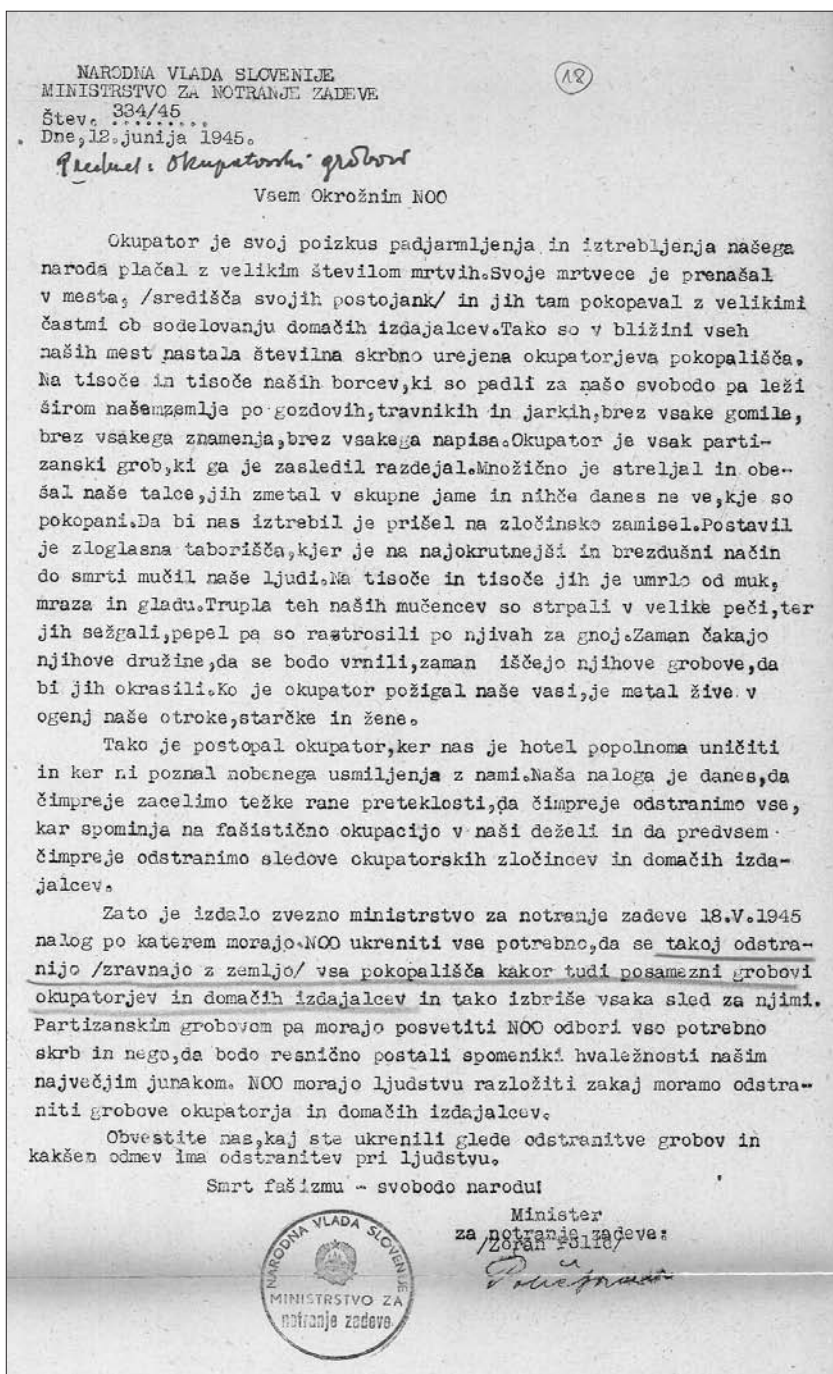 NARODNA VLADA SLOVENIJE
18
MINISTRSTVO ZA NOTRANJE ZADEVE
Štev. 334/45
Dne, 12. junija 1945.
Predmet: Okupatorski grobovi
Vsem Okrožnim NOO
Okupator je svoj poizkus padjarmljenja in iztrebljenja našega
naroda plačal z velikim številom mrtvih.Svoje mrtvece je prenašal
v mesta, /središča svojih postojank/ in jih tam pokopaval z velikimi
častmi ob sodelovanju domačih izdajalcev.Tako so v bližini vseh
naših mest nastala številna skrbno urejena okupatorjeva pokopališča.
Na tisoče in tisoče naših borcev,ki so padli za našo svobodo pa leži
širom našemzemlje po gozdovih,travnikih in jarkih,brez vsake gomile,
brez vsakega znamenja,brez vsakega napisa.Okupator je vsak parti-
zanski grob,ki ga je zasledil razdejal.Množično je streljal in obe-
šal naše talce,jih zmetal v skupne jame in nihče danes ne ve,kje so
pokopani.Da bi nas iztrebil je prišel na zločinsko zamisel.Postavil
je zloglasna taborišča,kjer je na najokrutnejši in brezdušni način
do smrti mučil naše ljudi.Na tisoče in tisoče jih je umrlo od muk,
mraza in gladu.Trupla teh naših mučencev so strpali v velike peči,ter
jih sežgali,pepel pa so rastrosili po njivah za gnoj.Zaman čakajo
njihove družine,da se bodo vrnili,zaman iščejo njihove grobove,da
bi jih okrasili.Ko je okupator požigal naše vasi,je metal žive v
ogenj naše otroke,starčke in žene.
Tako je postopal okupator,ker nas je hotel popolnoma uničiti
in ker ni poznal nobenega usmiljenja z nami.Naša naloga je danes,da
čimpreje zacelimo težke rane preteklosti,da čimpreje odstranimo vse,
kar spominja na fašistično okupacijo v naši deželi in da predvsem
čimpreje odstranimo sledove okupatorskih zločincev in domačih izda-
jalcev.
Zato je izdalo zvezno ministrstvo za notranje zadeve 18.V.1945
nalog po katerem morajo.NOO ukreniti vse potrebno,da se takoj odstra-
nijo /zravnajo z zemljo/ vsa pokopališča kakor tudi posamezni grobovi
okupatorjev in domačih izdajalcev in tako izbriše vsaka sled za njimi.
Partizanskim grobovom pa morajo posvetiti NOO odbori vso potrebno
skrb in nego,da bodo resnično postali spomeniki hvaležnosti našim
največjim junakom. NOO morajo ljudstvu razložiti zakaj moramo odstra-
niti grobove okupatorja in domačih izdajalcev.
Obvestite nas,kaj ste ukrenili glede odstranitve grobov in
kakšen odmev ima odstranitev pri ljudstvu.
Smrt fašizmu - svobodo narodu!
Minister
za notranje zadeve:
/Zoran Polič/
NARODNA VLADA SLOVENIJE
MINISTRSTVO ZA
notranje zadeve